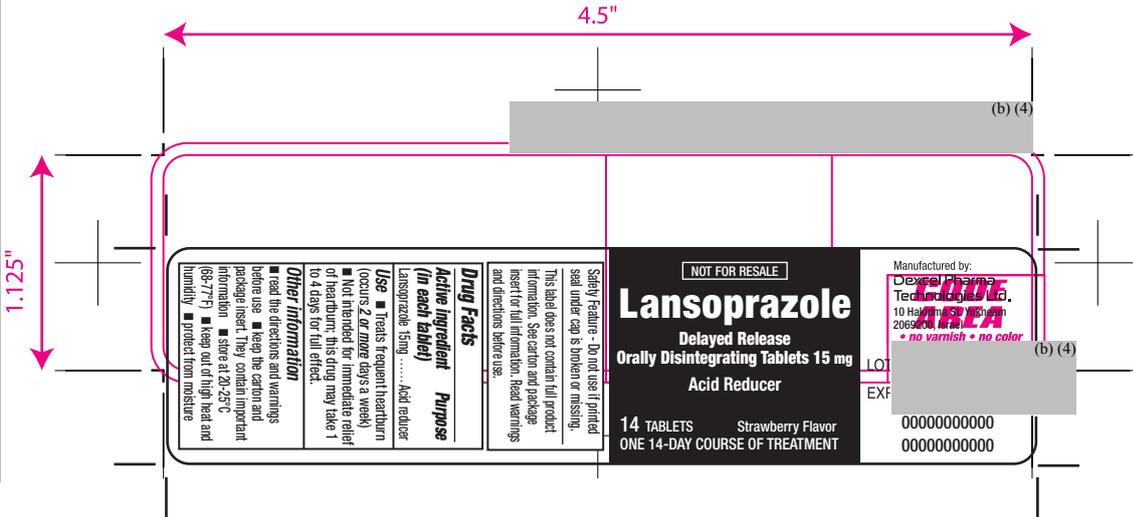 4.5"
(b) (4)
1.125"
Drug Facts
Active ingredient Purpose
(in each tablet)
Lansoprazole 15mg ....... Acid reducer
Use ■ Treats frequent heartburn
(occurs 2 or more days a week)
■ Not intended for immediate relief
of heartburn; this drug may take 1
to 4 days for full effect.
Other information
■ read the directions and warnings
before use ■ keep the carton and
package insert. They contain important
information ■ store at 20-25°C
(68-77°F) ■ keep out of high heat and
humidity ■ protect from moisture
Safety Feature - Do not use if printed
seal under cap is broken or missing.
This label does not contain full product
information. See carton and package
insert for full information. Read warnings
and directions before use.
NOT FOR RESALE
Lansoprazole
Delayed Release
Orally Disintegrating Tablets 15 mg
Acid Reducer
14 TABLETS Strawberry Flavor
ONE 14-DAY COURSE OF TREATMENT
Manufactured by:
Dexcel Pharma
Technologies Ltd.
10 Hakidma St. Yokneam
2069200, Israel
CODE
AREA
• no varnish • no color
(b) (4)
LOT
EXP
00000000000
00000000000